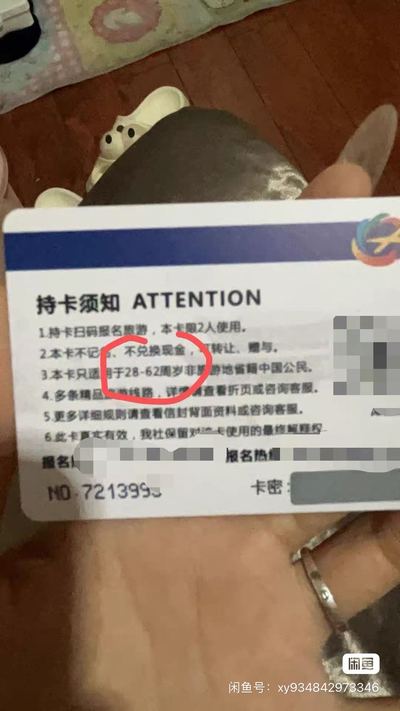 持卡须知 ATTENTION
1.持卡扫码报名旅游，本卡限2人使用。
2.本卡不记名、不兑换现金，可转让、赠与。
3.本卡只适用于28-62周岁非旅游地省籍中国公民。
4.多条精品旅游线路，详情请查看折页或咨询客服。
5.更多详细规则请查看信封背面资料或咨询客服。
6.此卡真实有效，我社保留对该卡使用的最终解释权.
报名 报名热线
NO.721399
卡密:
闲鱼
闲鱼号：xy934842973346